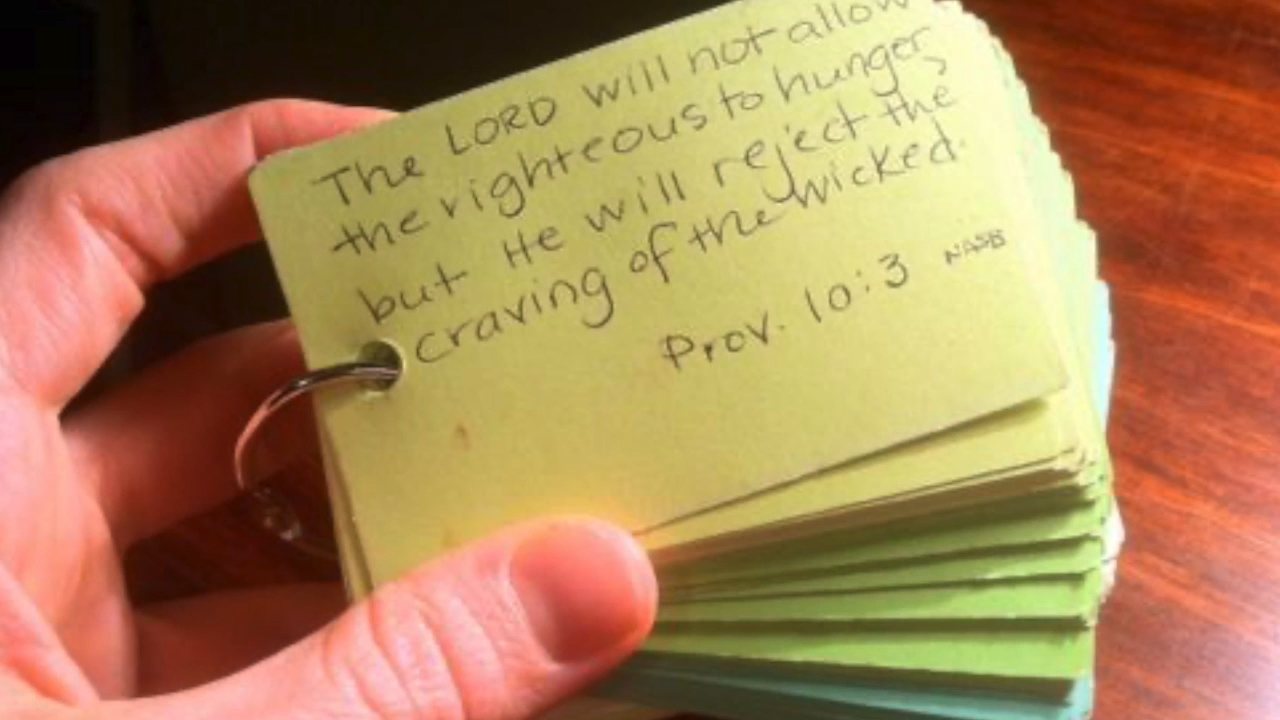 The LORD will not allow
the righteous to hunger,
but He will reject the
craving of the wicked.
Prov. 10:3 NASB